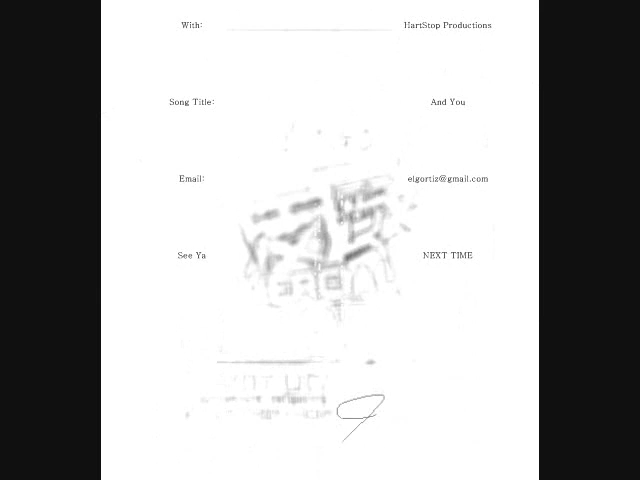 With: HartStop Productions
Song Title: And You
Email: elgortiz@gmail.com
See Ya NEXT TIME